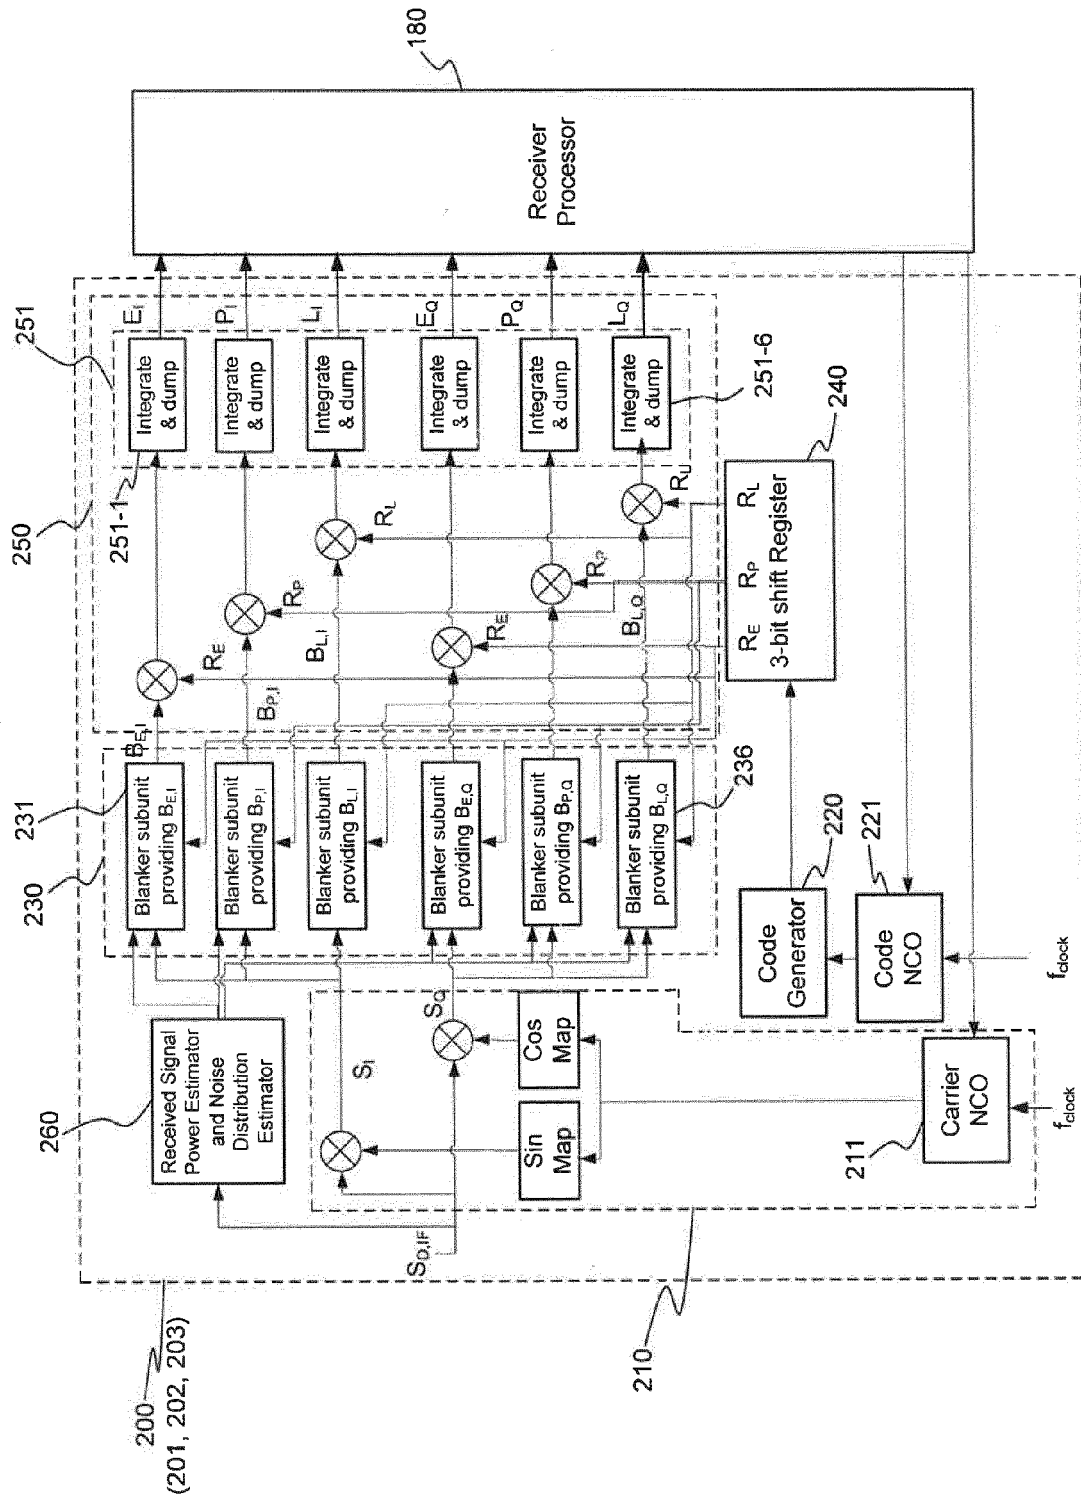 200
(201, 202, 203)
260
Received Signal
Power Estimator
and Noise
Distribution
Estimator
230
231
Blanker subunit
providing B_E,I
Blanker subunit
providing B_P,I
Blanker subunit
providing B_L,I
Blanker subunit
providing B_E,Q
Blanker subunit
providing B_P,Q
Blanker subunit
providing B_L,Q
236
B_E,I
B_P,I
B_L,I
B_L,Q
250
251
251-1
R_E
R_P
R_L
R_E
R_P
R_L
Integrate
& dump
Integrate
& dump
Integrate
& dump
Integrate
& dump
Integrate
& dump
Integrate
& dump
251-6
E_I
P_I
L_I
E_Q
P_Q
L_Q
180
Receiver
Processor
S_D,IF
S_I
S_Q
Sin
Map
Cos
Map
210
2111
Carrier
NCO
f_clock
Code
Generator
220
Code
NCO
221
f_clock
R_E R_P R_L
3-bit shift Register
240